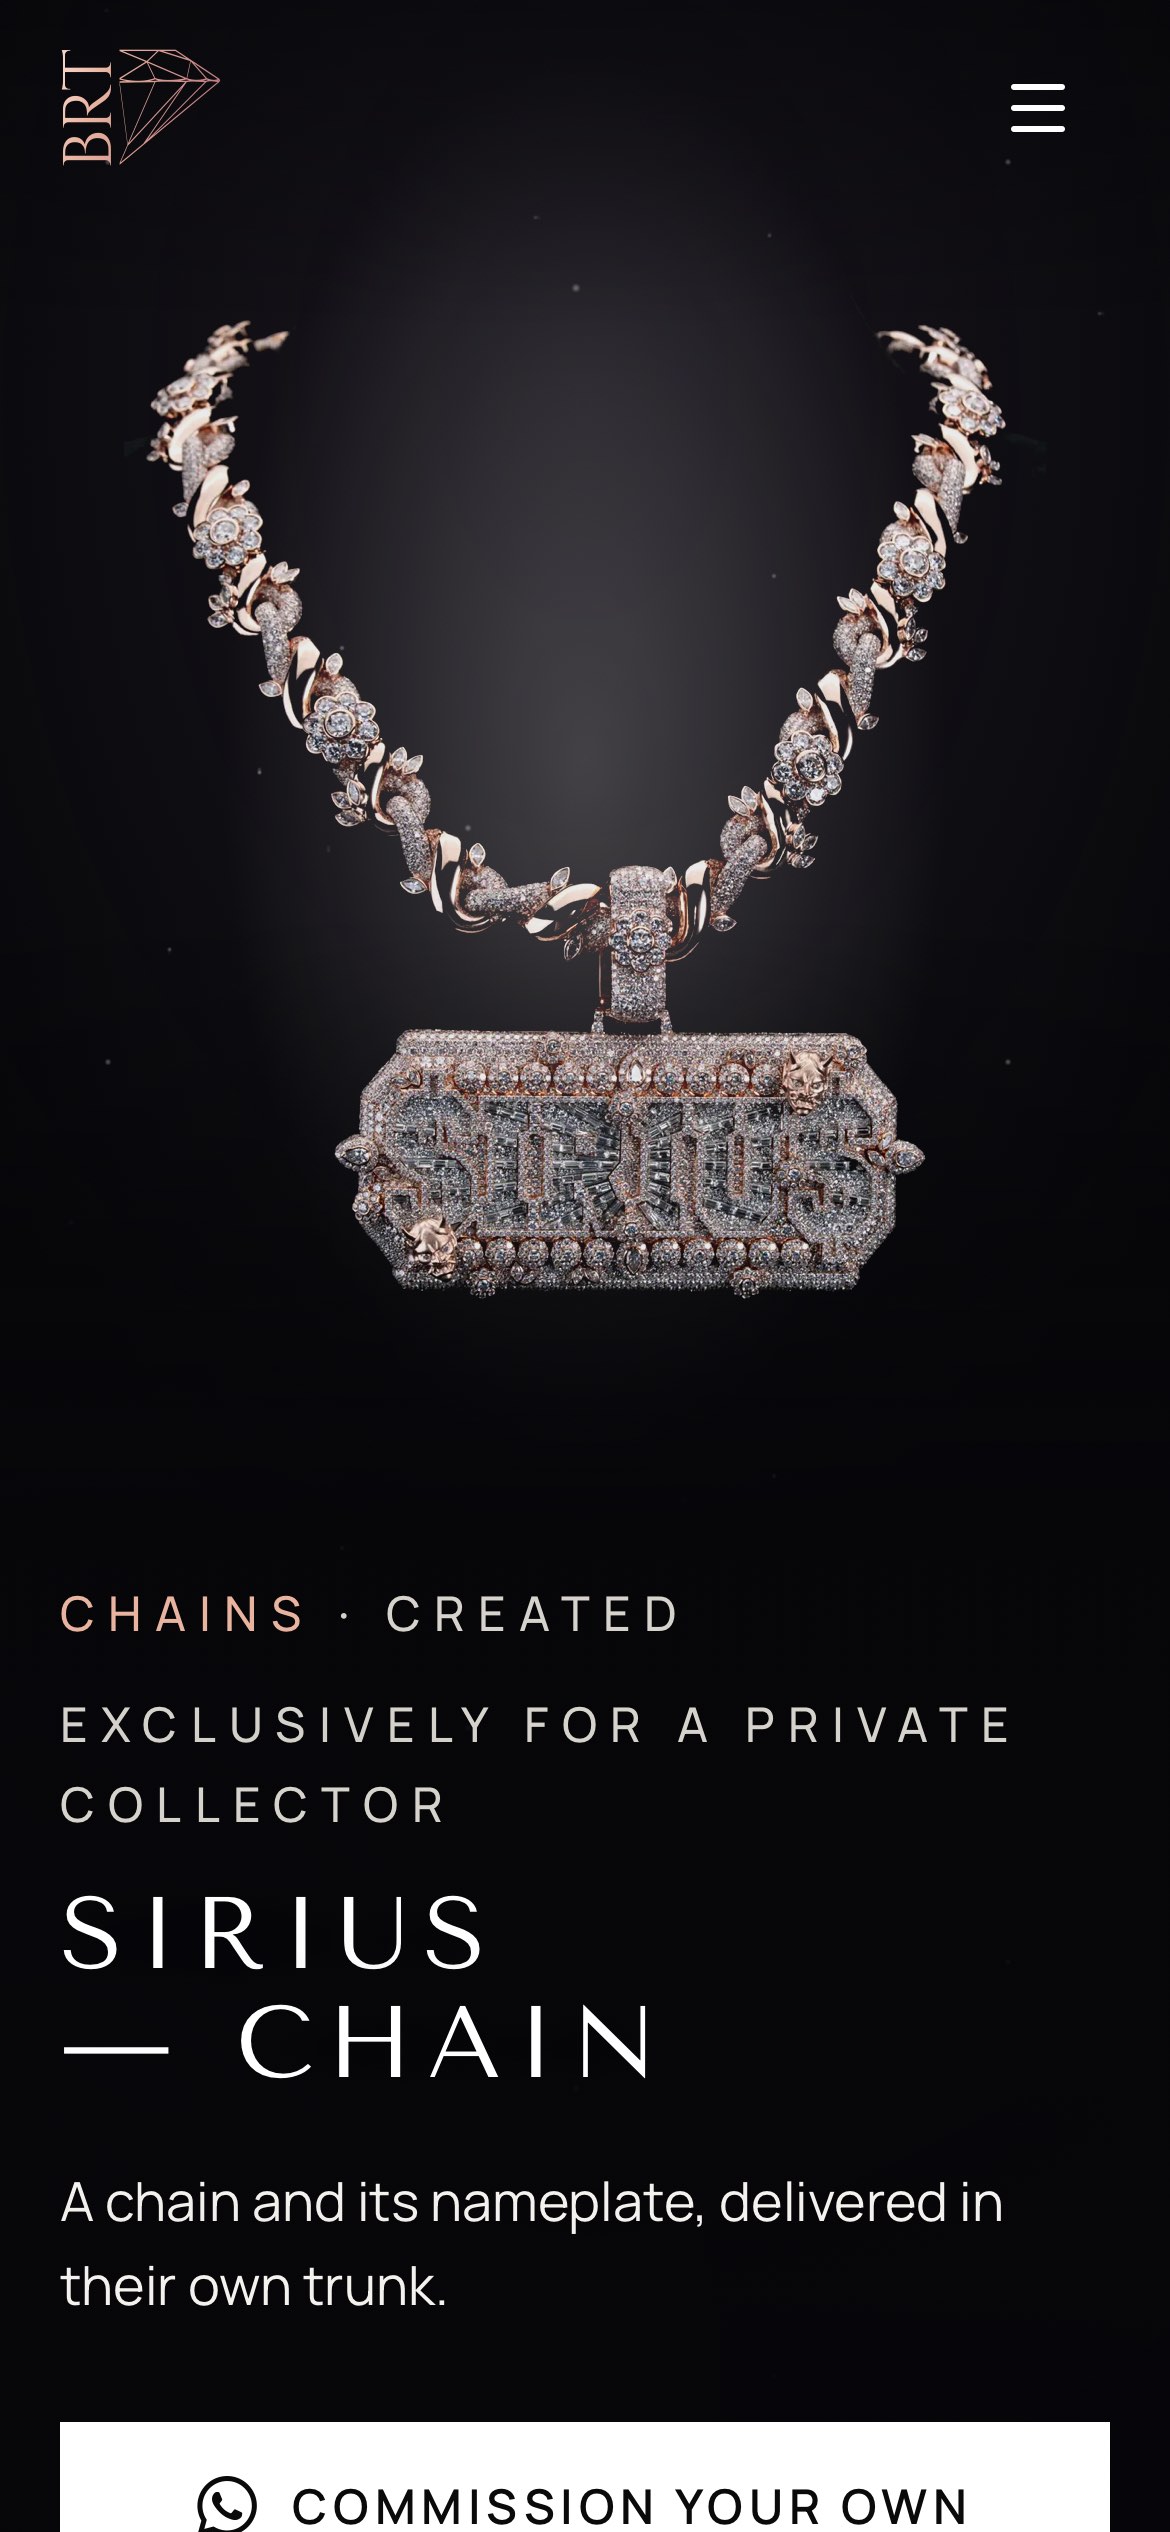 BRT
SIRIUS
CHAINS · CREATED
EXCLUSIVELY FOR A PRIVATE
COLLECTOR
SIRIUS
— CHAIN
A chain and its nameplate, delivered in
their own trunk.
COMMISSION YOUR OWN